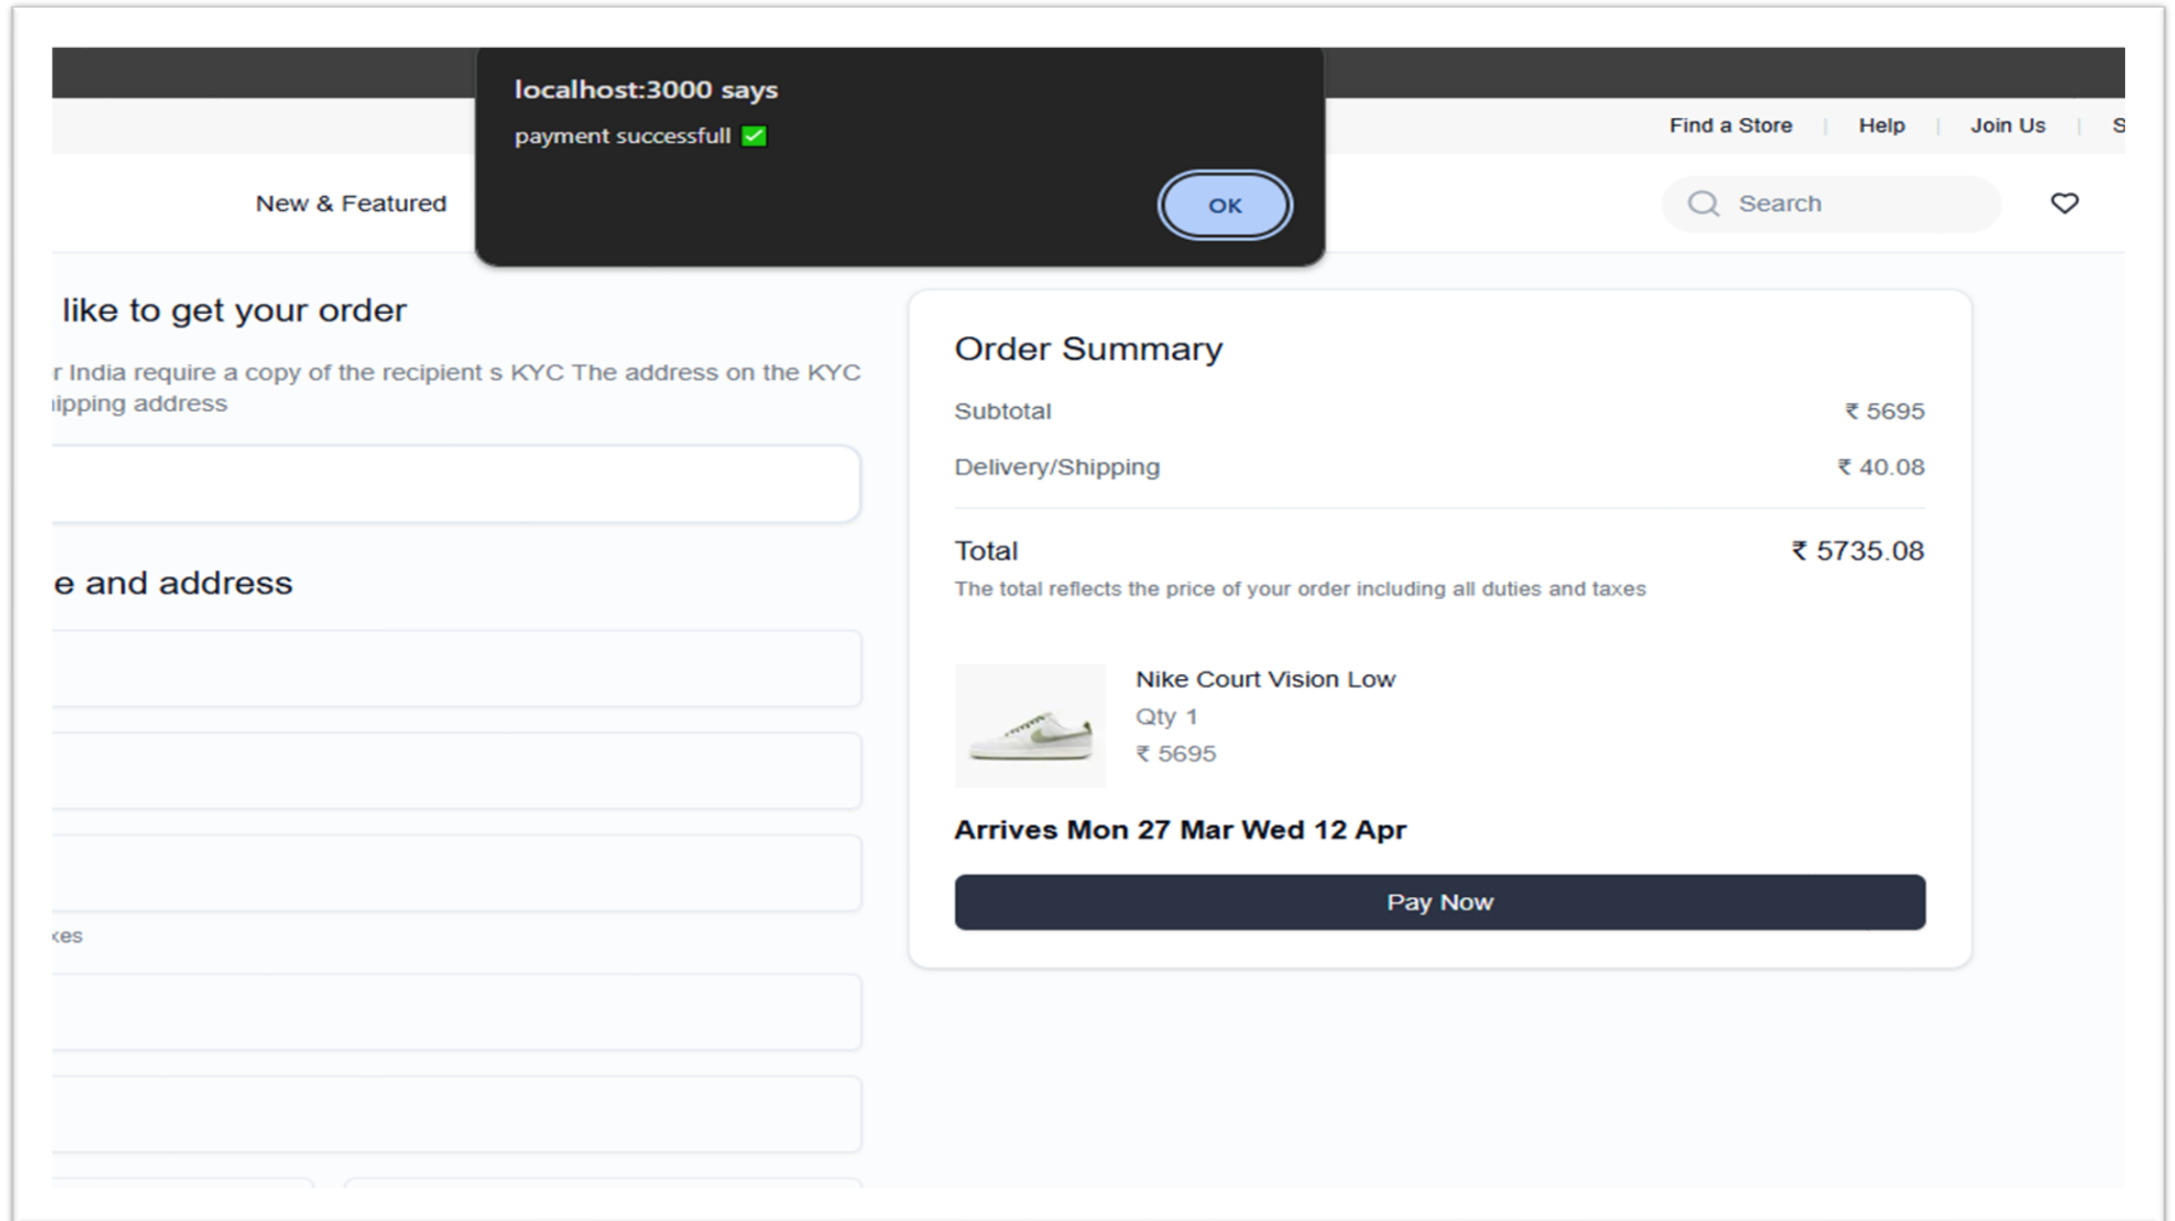 localhost:3000 says
payment successfull ✅
OK
Find a Store | Help | Join Us | S
New & Featured
Search
like to get your order
r India require a copy of the recipient s KYC The address on the KYC
hipping address
e and address
xes
Order Summary
Subtotal ₹ 5695
Delivery/Shipping ₹ 40.08
Total ₹ 5735.08
The total reflects the price of your order including all duties and taxes
Nike Court Vision Low
Qty 1
₹ 5695
Arrives Mon 27 Mar Wed 12 Apr
Pay Now